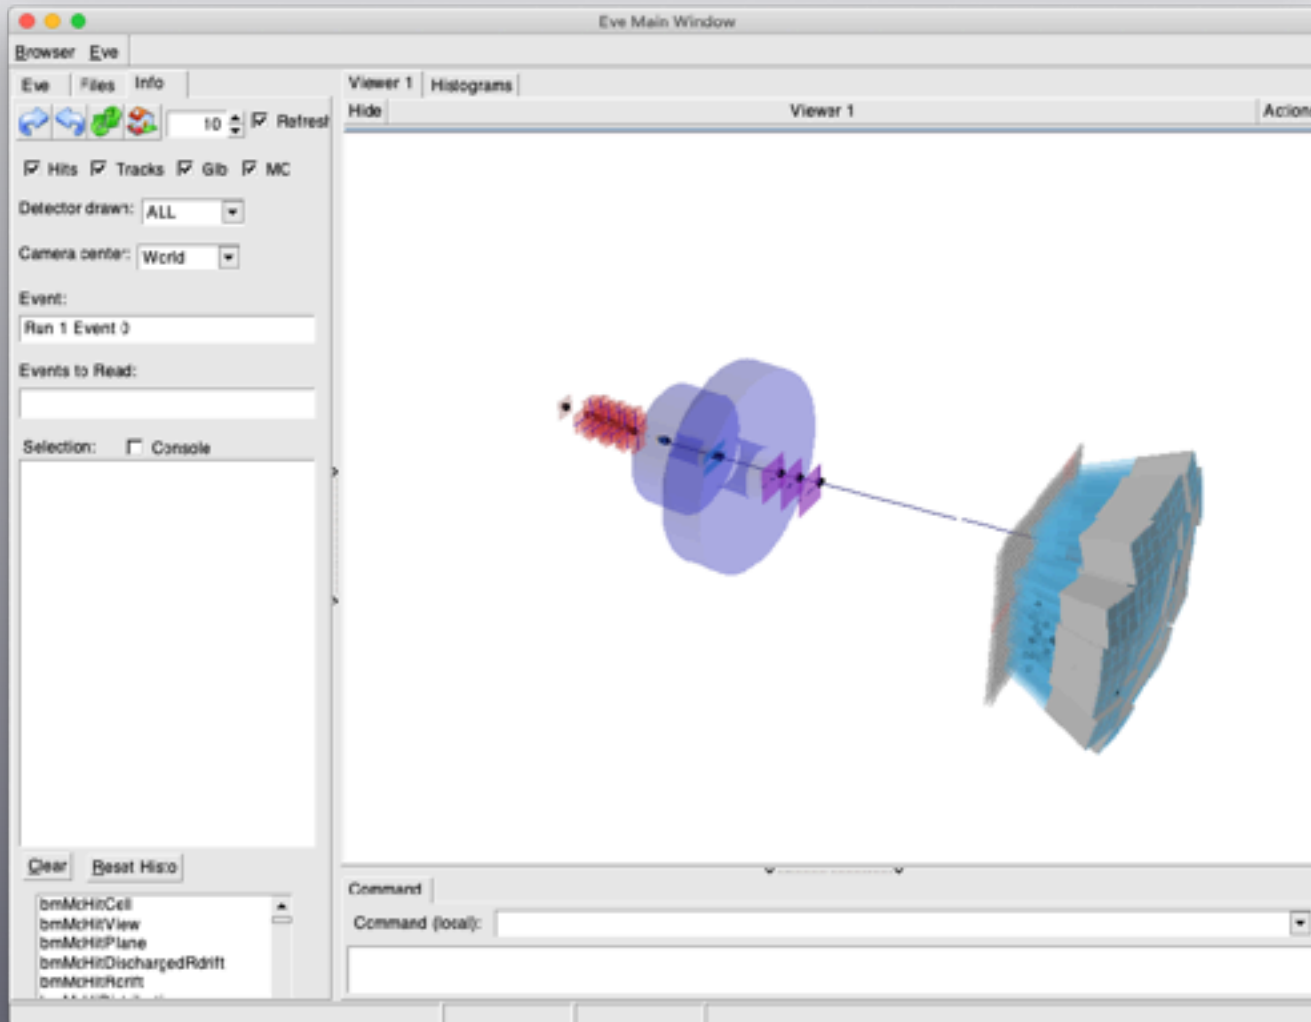 Eve Main Window
Browser Eve
Eve Files Info
Viewer 1 Histograms
Hide Viewer 1 Action
10 Refresh
Hits Tracks Glb MC
Detector drawn: ALL
Camera center: World
Event:
Run 1 Event 0
Events to Read:
Selection: Console
Clear Reset Histo
bmMcHitCell
bmMcHitView
bmMcHitPlane
bmMcHitDischargedRdrift
bmMcHitRdrift
Command
Command (local):